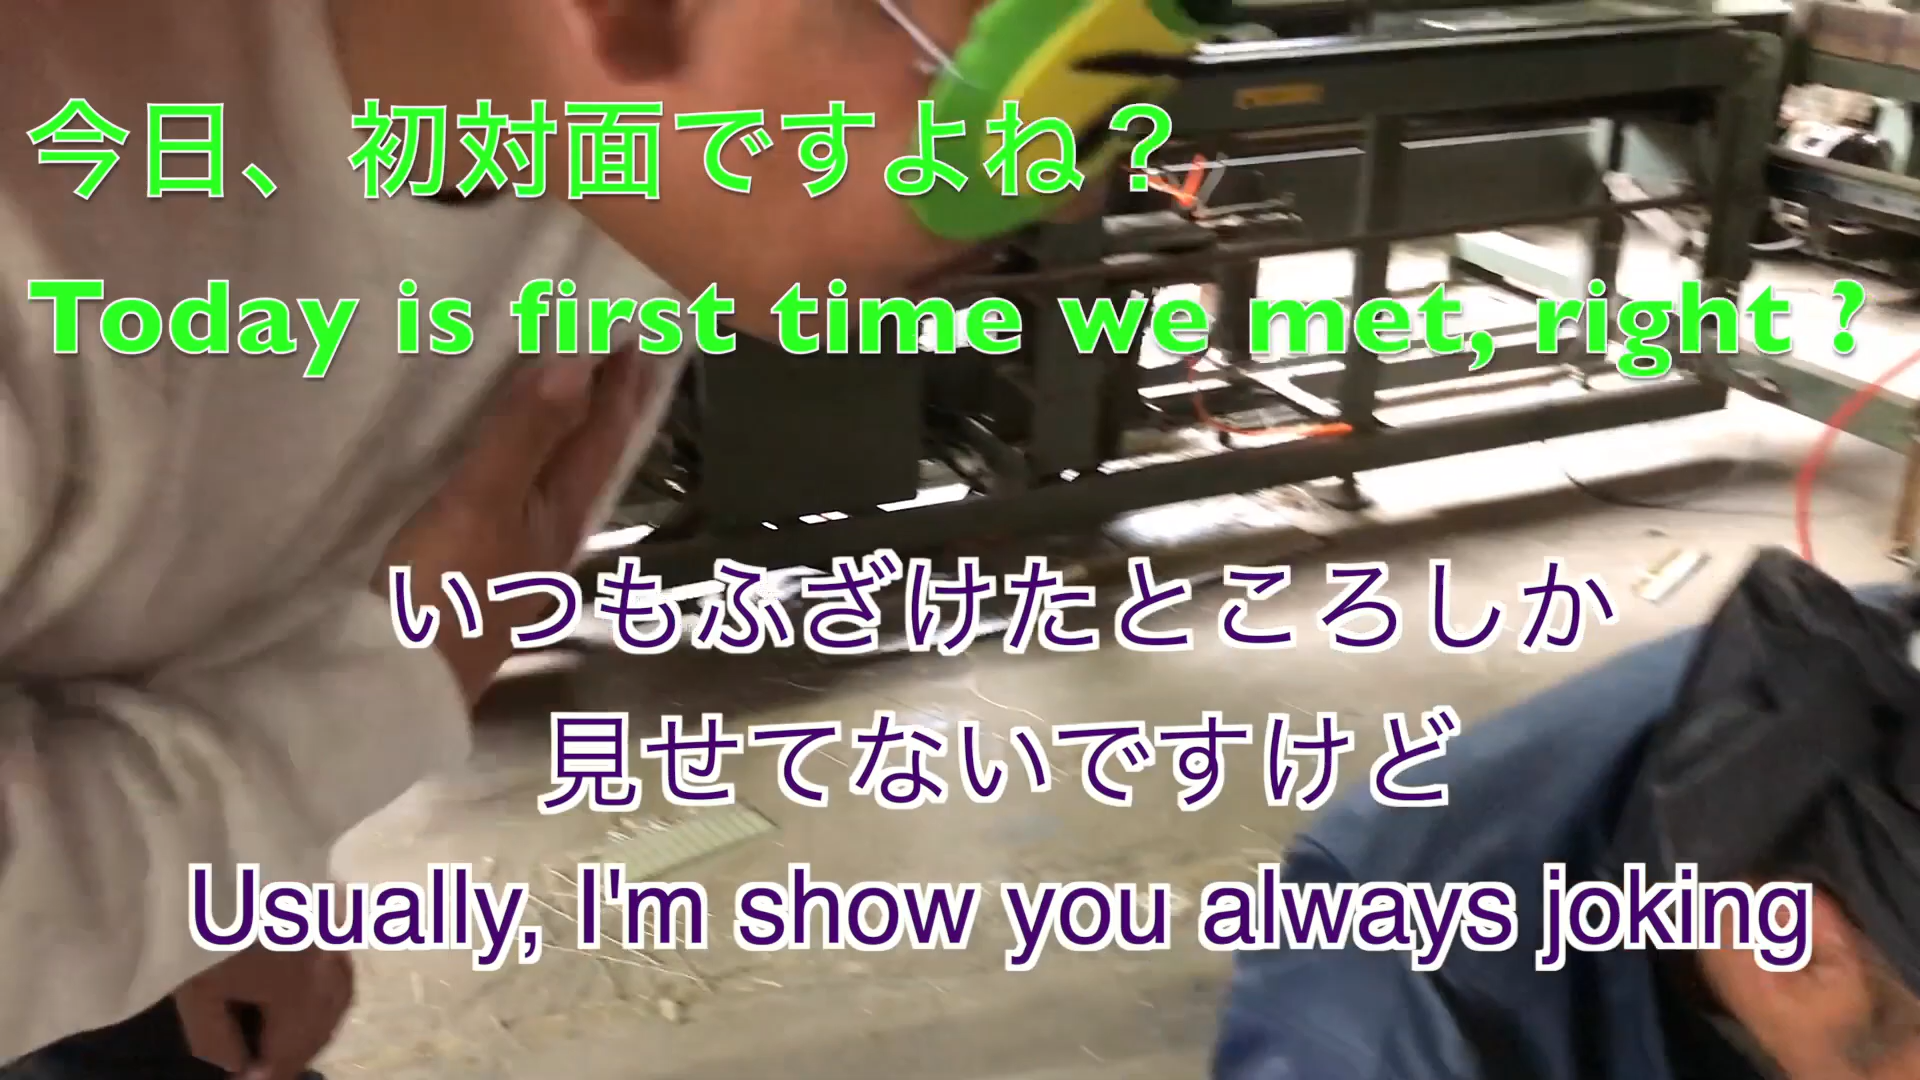 今日、初対面ですよね？
Today is first time we met, right ?
いつもふざけたところしか
見せてないですけど
Usually, I'm show you always joking